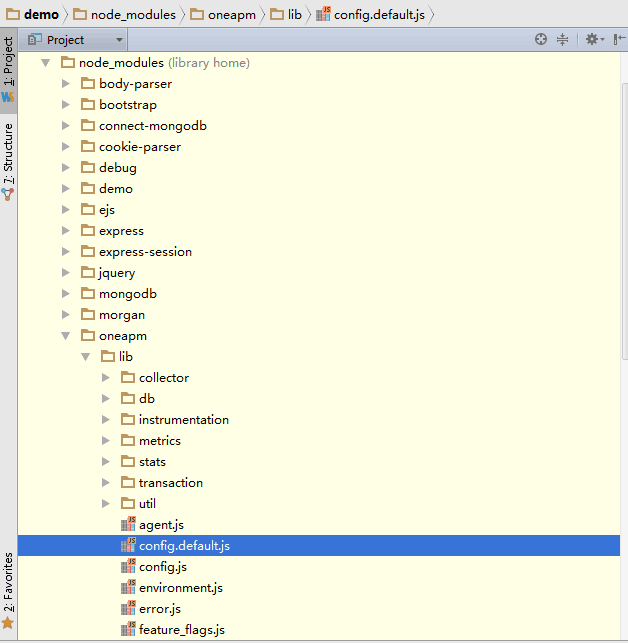 demo node_modules oneapm lib config.default.js
Project
1: Project
7: Structure
2: Favorites
node_modules (library home)
body-parser
bootstrap
connect-mongodb
cookie-parser
debug
demo
ejs
express
express-session
jquery
mongodb
morgan
oneapm
lib
collector
db
instrumentation
metrics
stats
transaction
util
agent.js
config.default.js
config.js
environment.js
error.js
feature_flags.js